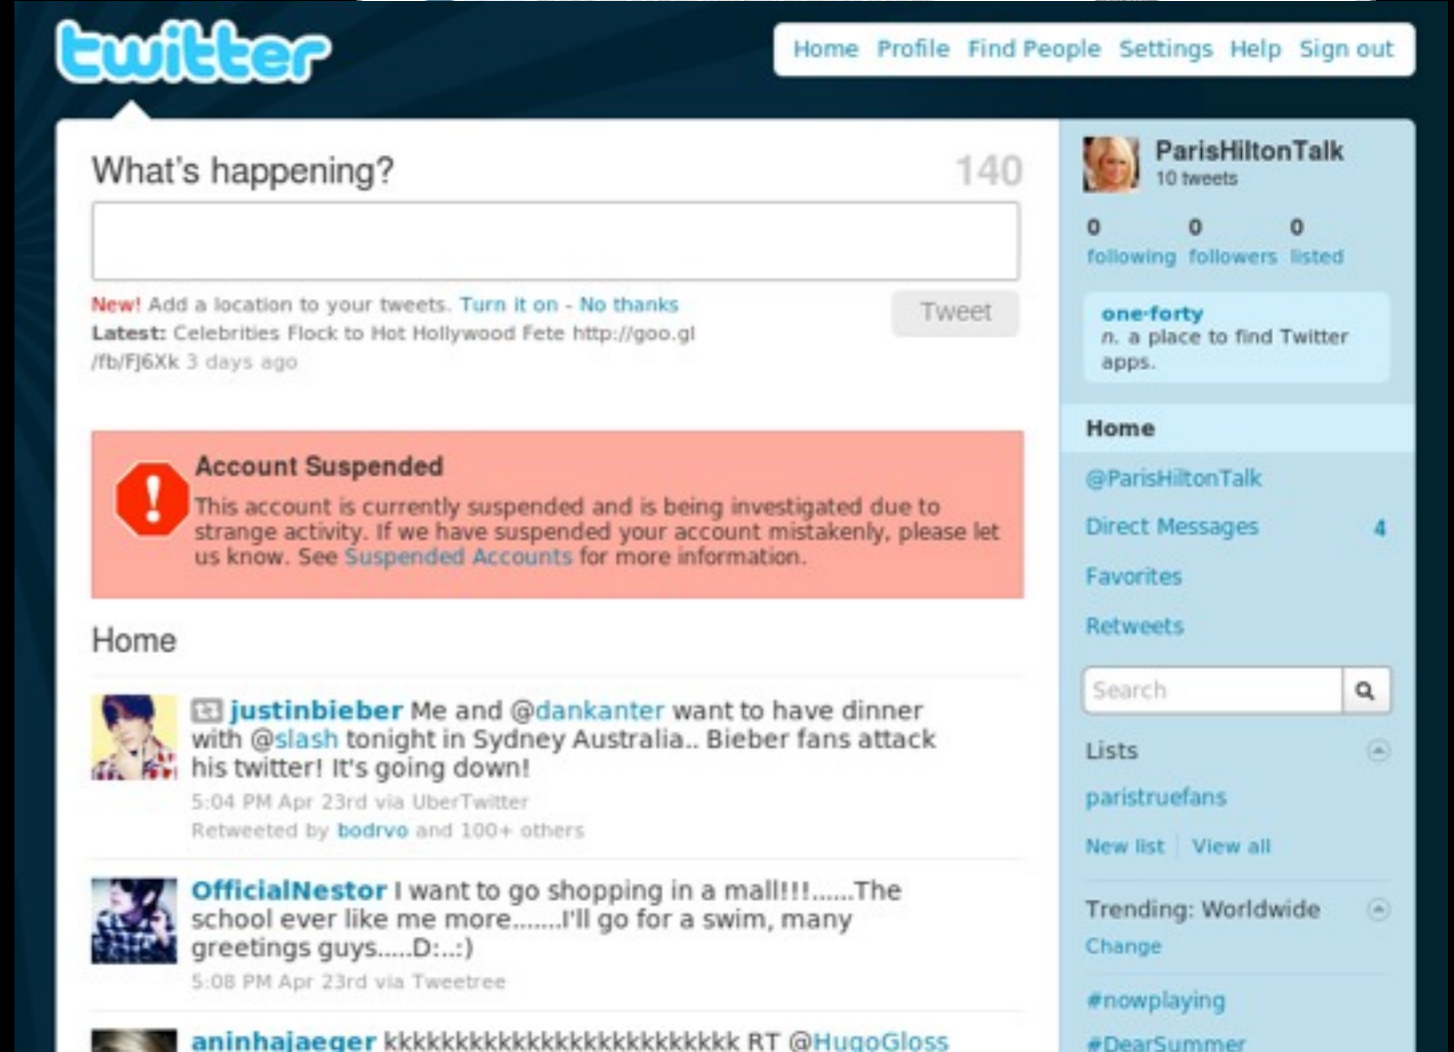 twitter
Home Profile Find People Settings Help Sign out
What's happening?
140
New! Add a location to your tweets. Turn it on - No thanks
Latest: Celebrities Flock to Hot Hollywood Fete http://goo.gl
/fb/FJ6Xk 3 days ago
Tweet
Account Suspended
This account is currently suspended and is being investigated due to
strange activity. If we have suspended your account mistakenly, please let
us know. See Suspended Accounts for more information.
Home
justinbieber Me and @dankanter want to have dinner
with @slash tonight in Sydney Australia.. Bieber fans attack
his twitter! It's going down!
5:04 PM Apr 23rd via UberTwitter
Retweeted by bodrvo and 100+ others
OfficialNestor I want to go shopping in a mall!!!......The
school ever like me more.......I'll go for a swim, many
greetings guys.....D:..:)
5:08 PM Apr 23rd via Tweetree
aninhajaeger kkkkkkkkkkkkkkkkkkkkkkkkk RT @HugoGloss
ParisHiltonTalk
10 tweets
0 0 0
following followers listed
one·forty
n. a place to find Twitter
apps.
Home
@ParisHiltonTalk
Direct Messages 4
Favorites
Retweets
Search
Lists
paristruefans
New list View all
Trending: Worldwide
Change
#nowplaying
#DearSummer